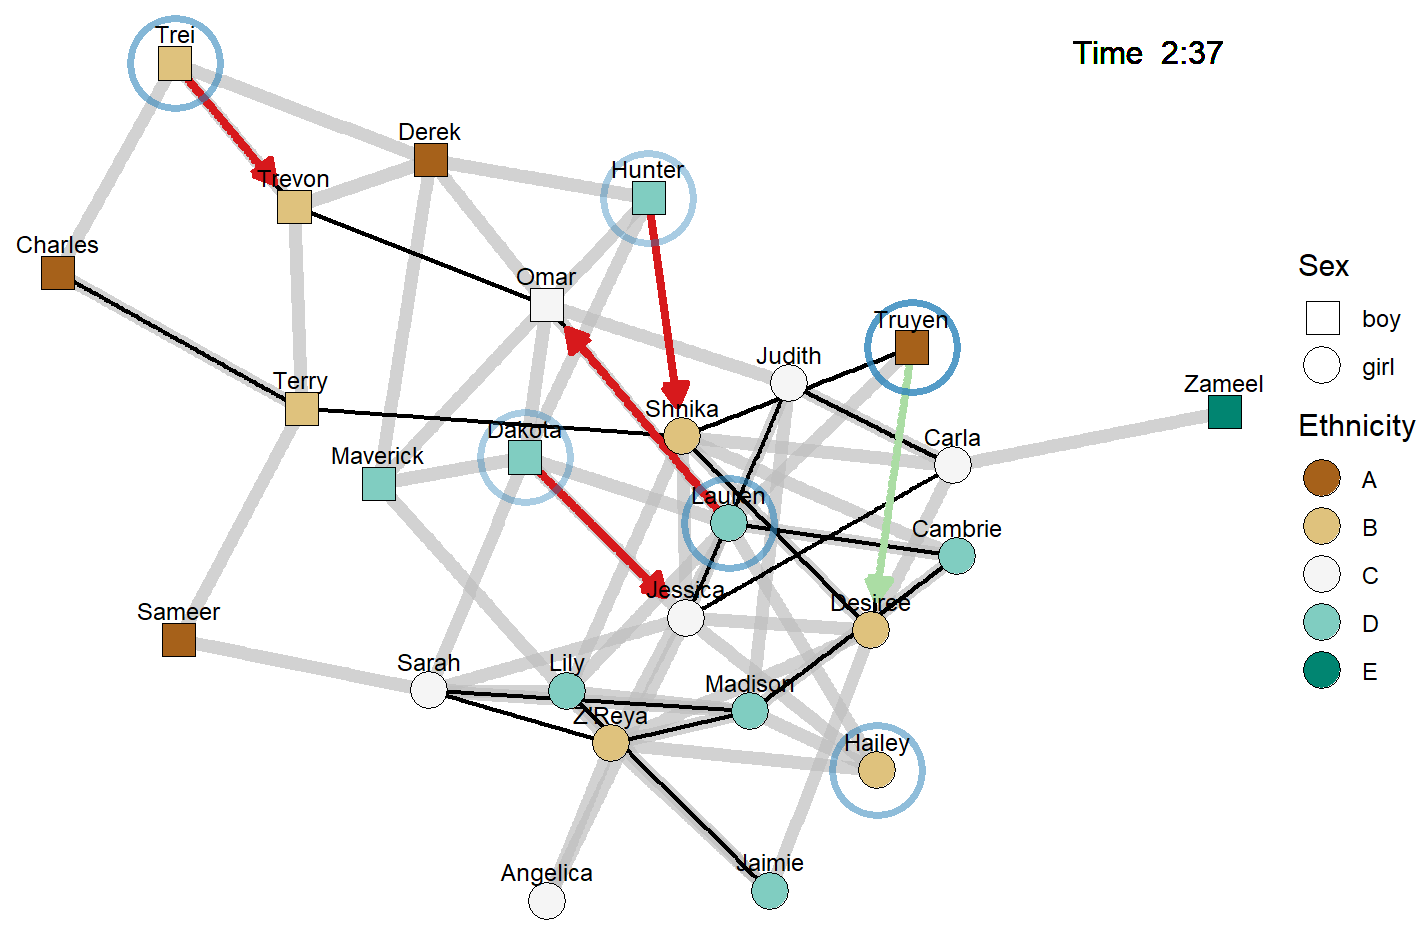 Trei
Time  2:37
Derek
Hunter
Trevon
Charles
Omar
Truyen
Judith
Terry
Zameel
Shnika
Dakota
Carla
Maverick
Lauren
Cambrie
Jessica
Desiree
Sameer
Sarah
Lily
Madison
Z'Reya
Hailey
Angelica
Jaimie
Sex
boy
girl
Ethnicity
A
B
C
D
E